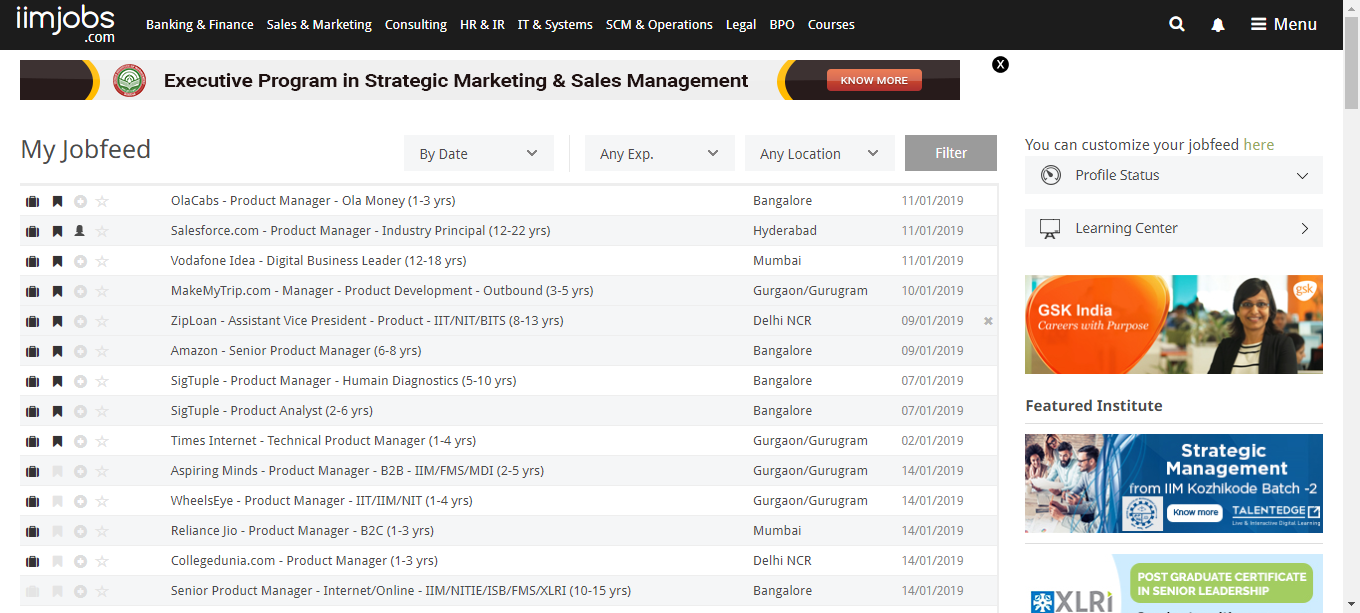 iimjobs
.com
Banking & Finance Sales & Marketing Consulting HR & IR IT & Systems SCM & Operations Legal BPO Courses
Menu
Executive Program in Strategic Marketing & Sales Management
KNOW MORE
X
My Jobfeed
By Date
Any Exp.
Any Location
Filter
OlaCabs - Product Manager - Ola Money (1-3 yrs) Bangalore 11/01/2019
Salesforce.com - Product Manager - Industry Principal (12-22 yrs) Hyderabad 11/01/2019
Vodafone Idea - Digital Business Leader (12-18 yrs) Mumbai 11/01/2019
MakeMyTrip.com - Manager - Product Development - Outbound (3-5 yrs) Gurgaon/Gurugram 10/01/2019
ZipLoan - Assistant Vice President - Product - IIT/NIT/BITS (8-13 yrs) Delhi NCR 09/01/2019
Amazon - Senior Product Manager (6-8 yrs) Bangalore 09/01/2019
SigTuple - Product Manager - Humain Diagnostics (5-10 yrs) Bangalore 07/01/2019
SigTuple - Product Analyst (2-6 yrs) Bangalore 07/01/2019
Times Internet - Technical Product Manager (1-4 yrs) Gurgaon/Gurugram 02/01/2019
Aspiring Minds - Product Manager - B2B - IIM/FMS/MDI (2-5 yrs) Gurgaon/Gurugram 14/01/2019
WheelsEye - Product Manager - IIT/IIM/NIT (1-4 yrs) Gurgaon/Gurugram 14/01/2019
Reliance Jio - Product Manager - B2C (1-3 yrs) Mumbai 14/01/2019
Collegedunia.com - Product Manager (1-3 yrs) Delhi NCR 14/01/2019
Senior Product Manager - Internet/Online - IIM/NITIE/ISB/FMS/XLRI (10-15 yrs) Bangalore 14/01/2019
You can customize your jobfeed here
Profile Status
Learning Center
GSK India
Careers with Purpose
gsk
Featured Institute
Strategic
Management
from IIM Kozhikode Batch -2
Know more
TALENTEDGE
Live & Interactive Digital Learning
XLRi
POST GRADUATE CERTIFICATE
IN SENIOR LEADERSHIP